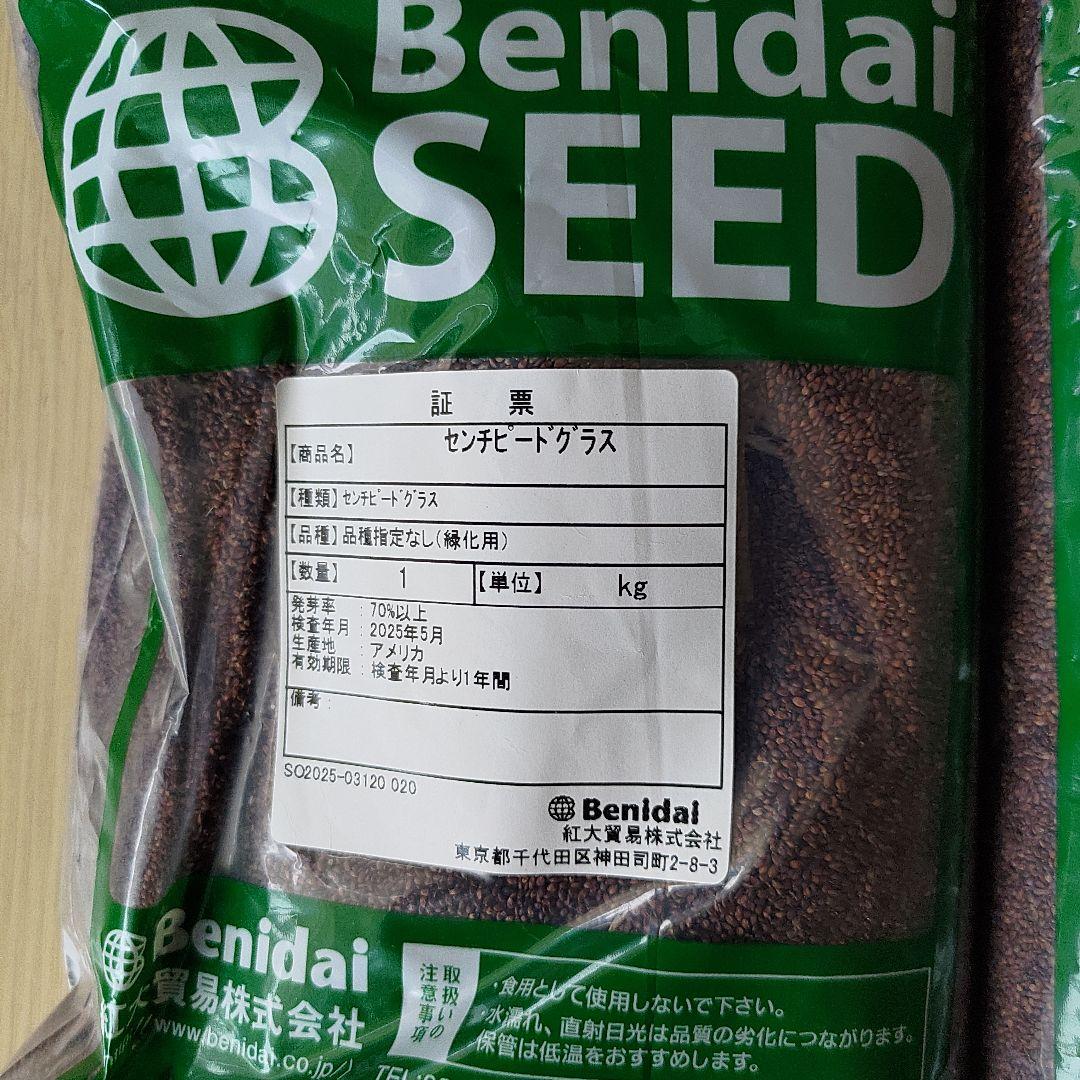 Benidai
SEED
証 票
【商品名】 センチピードグラス
【種類】センチピードグラス
【品種】品種指定なし(緑化用)
【数量】 1 【単位】 kg
発芽率 : 70%以上
検査年月 : 2025年5月
生産地 : アメリカ
有効期限 : 検査年月より1年間
備考 :
SO2025-03120 020
Benidai
紅大貿易株式会社
東京都千代田区神田司町2-8-3
Benidai
紅大貿易株式会社
www.benidai.co.jp/
取扱いの
注意事項
・食用として使用しないで下さい。
・水濡れ、直射日光は品質の劣化につながります。
保管は低温をおすすめします。